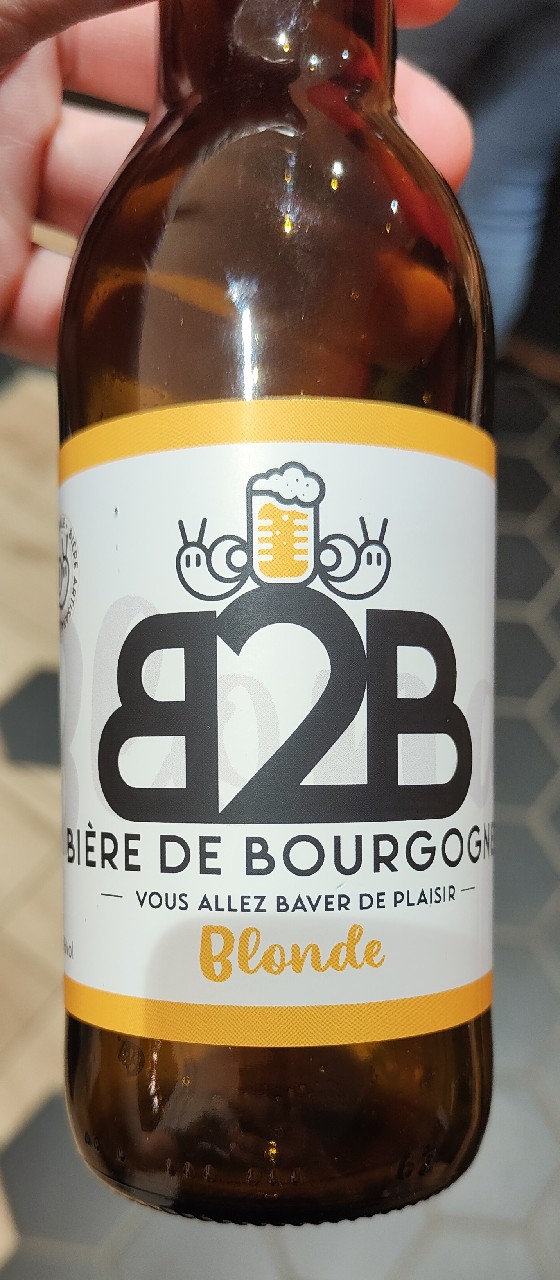 B2B
BIÈRE DE BOURGOGNE
VOUS ALLEZ BAVER DE PLAISIR
Blonde